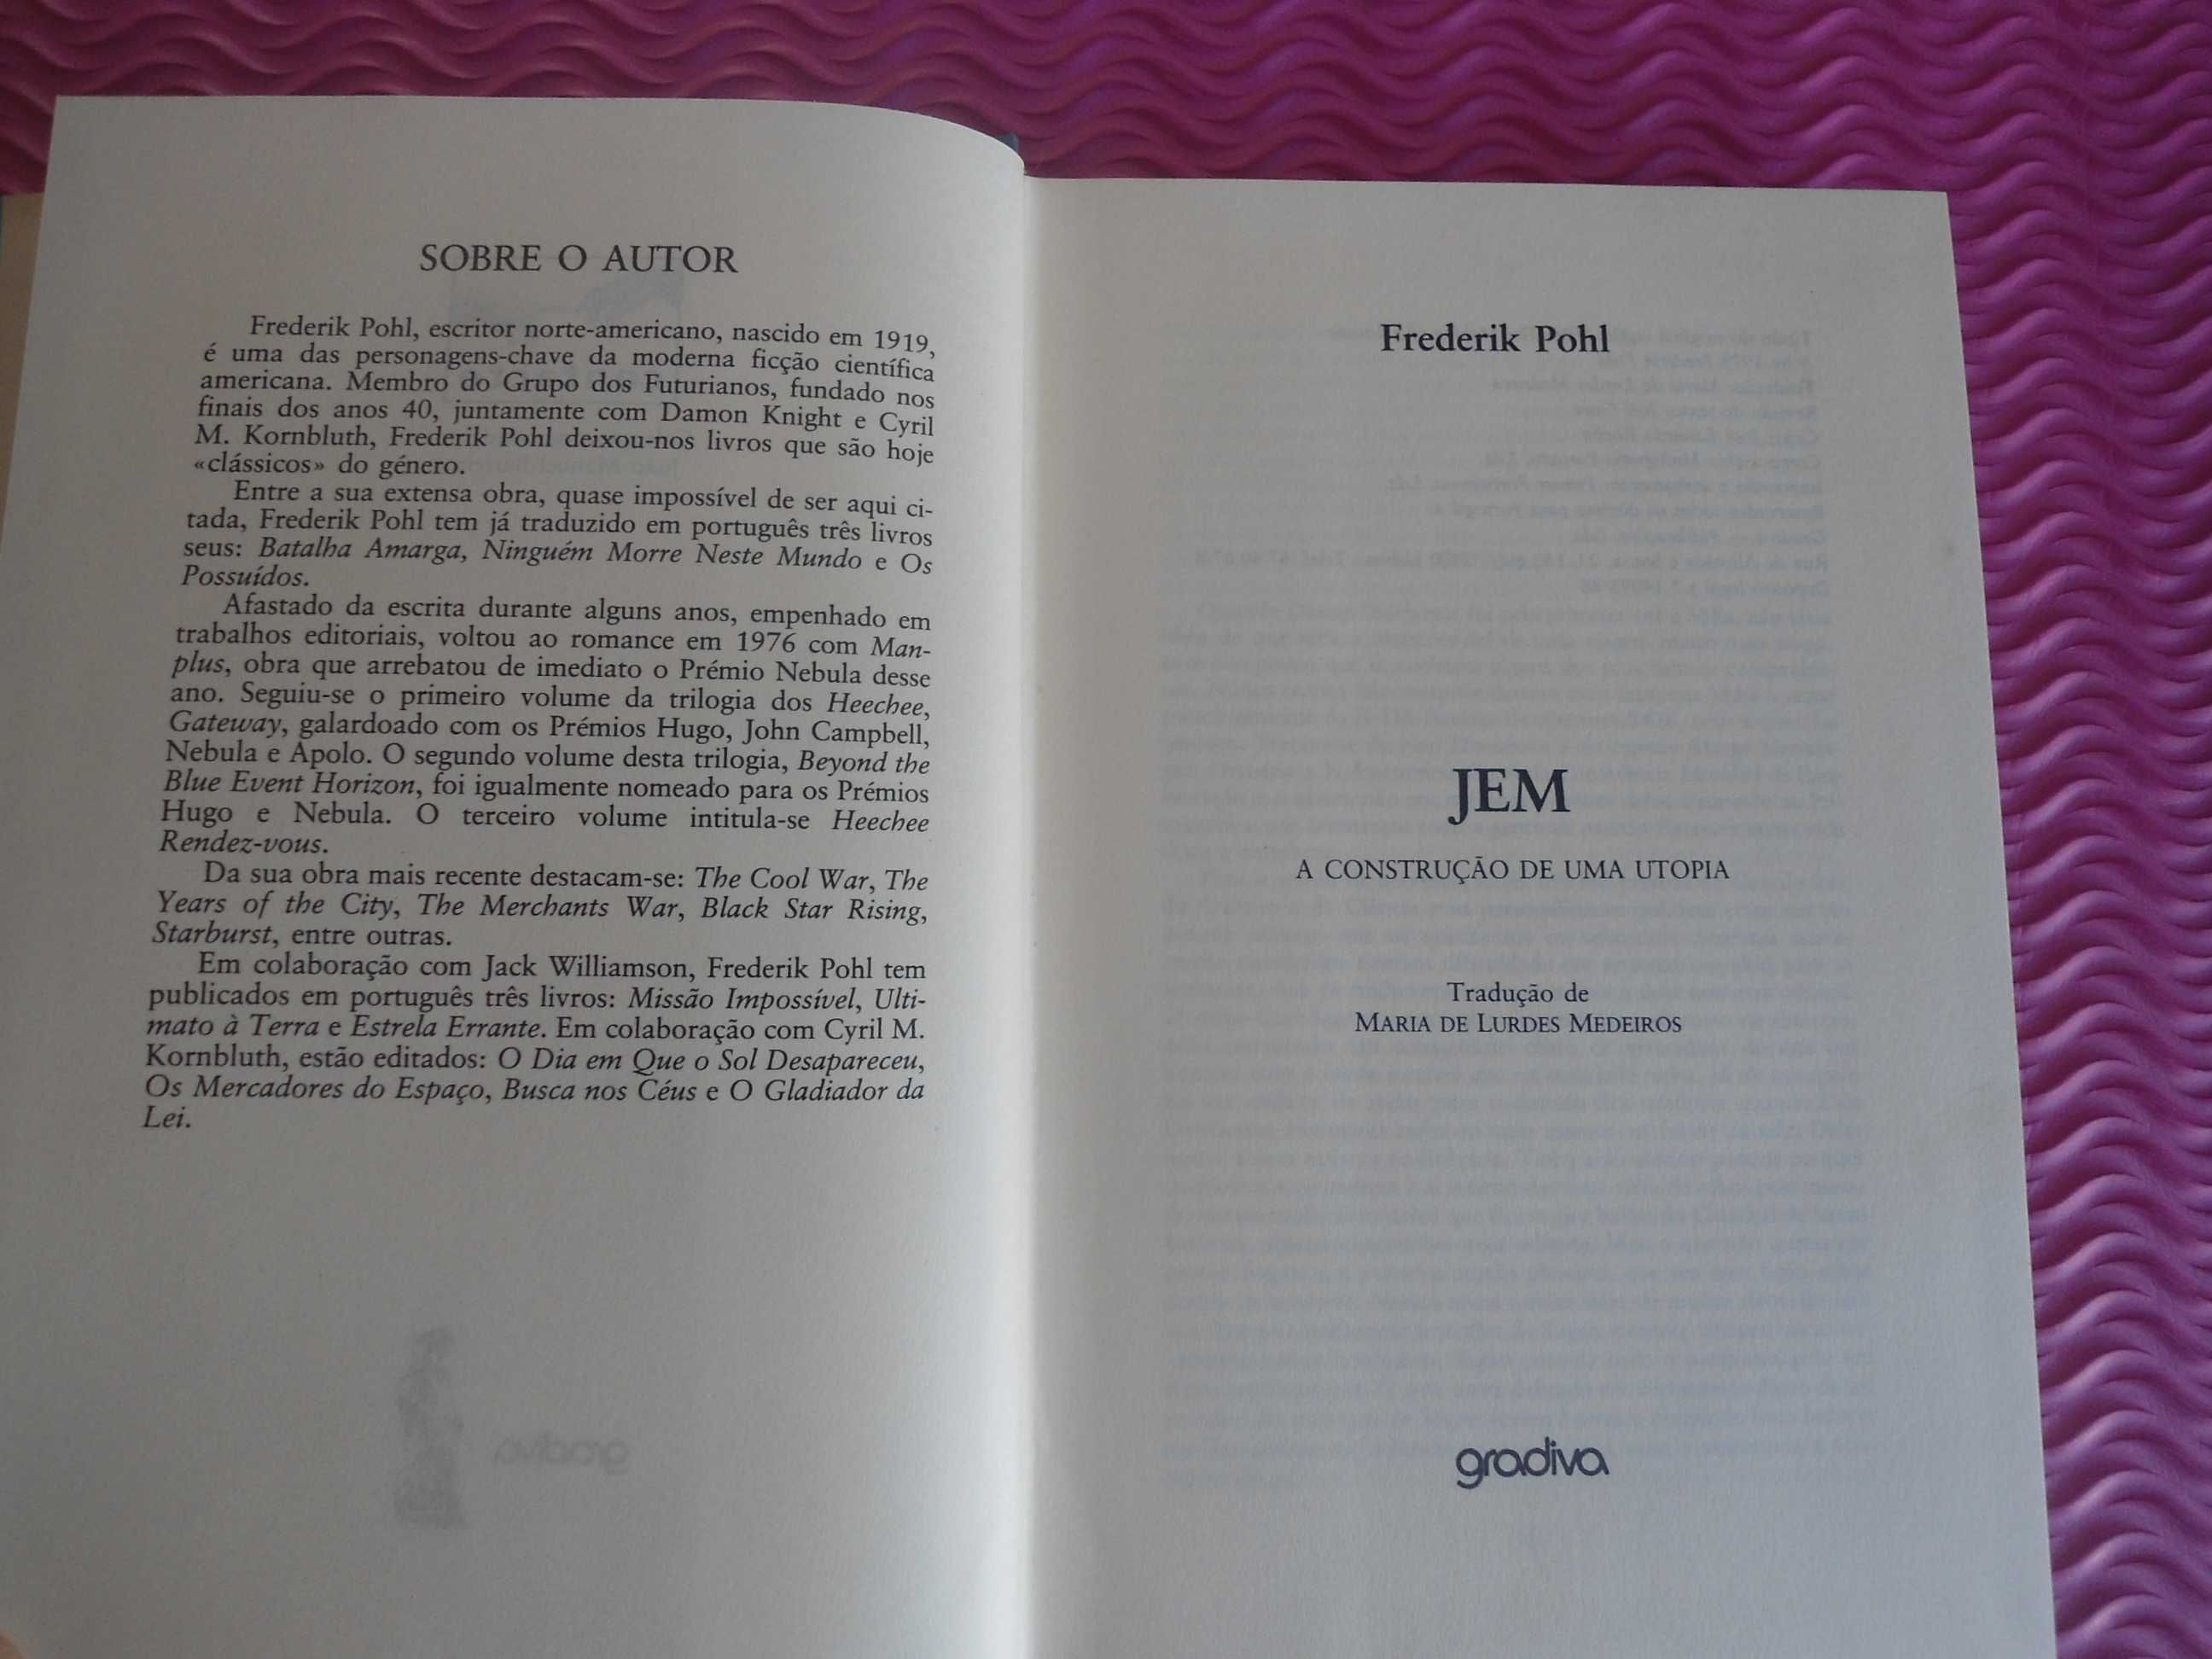 SOBRE O AUTOR
Frederik Pohl, escritor norte-americano, nascido em 1919,
é uma das personagens-chave da moderna ficção científica
americana. Membro do Grupo dos Futurianos, fundado nos
finais dos anos 40, juntamente com Damon Knight e Cyril
M. Kornbluth, Frederik Pohl deixou-nos livros que são hoje
«clássicos» do género.
Entre a sua extensa obra, quase impossível de ser aqui ci-
tada, Frederik Pohl tem já traduzido em português três livros
seus: Batalha Amarga, Ninguém Morre Neste Mundo e Os
Possuídos.
Afastado da escrita durante alguns anos, empenhado em
trabalhos editoriais, voltou ao romance em 1976 com Man-
plus, obra que arrebatou de imediato o Prémio Nebula desse
ano. Seguiu-se o primeiro volume da trilogia dos Heechee,
Gateway, galardoado com os Prémios Hugo, John Campbell,
Nebula e Apolo. O segundo volume desta trilogia, Beyond the
Blue Event Horizon, foi igualmente nomeado para os Prémios
Hugo e Nebula. O terceiro volume intitula-se Heechee
Rendez-vous.
Da sua obra mais recente destacam-se: The Cool War, The
Years of the City, The Merchants War, Black Star Rising,
Starburst, entre outras.
Em colaboração com Jack Williamson, Frederik Pohl tem
publicados em português três livros: Missão Impossível, Ulti-
mato à Terra e Estrela Errante. Em colaboração com Cyril M.
Kornbluth, estão editados: O Dia em Que o Sol Desapareceu,
Os Mercadores do Espaço, Busca nos Céus e O Gladiador da
Lei.
Frederik Pohl
JEM
A CONSTRUÇÃO DE UMA UTOPIA
Tradução de
MARIA DE LURDES MEDEIROS
gradiva